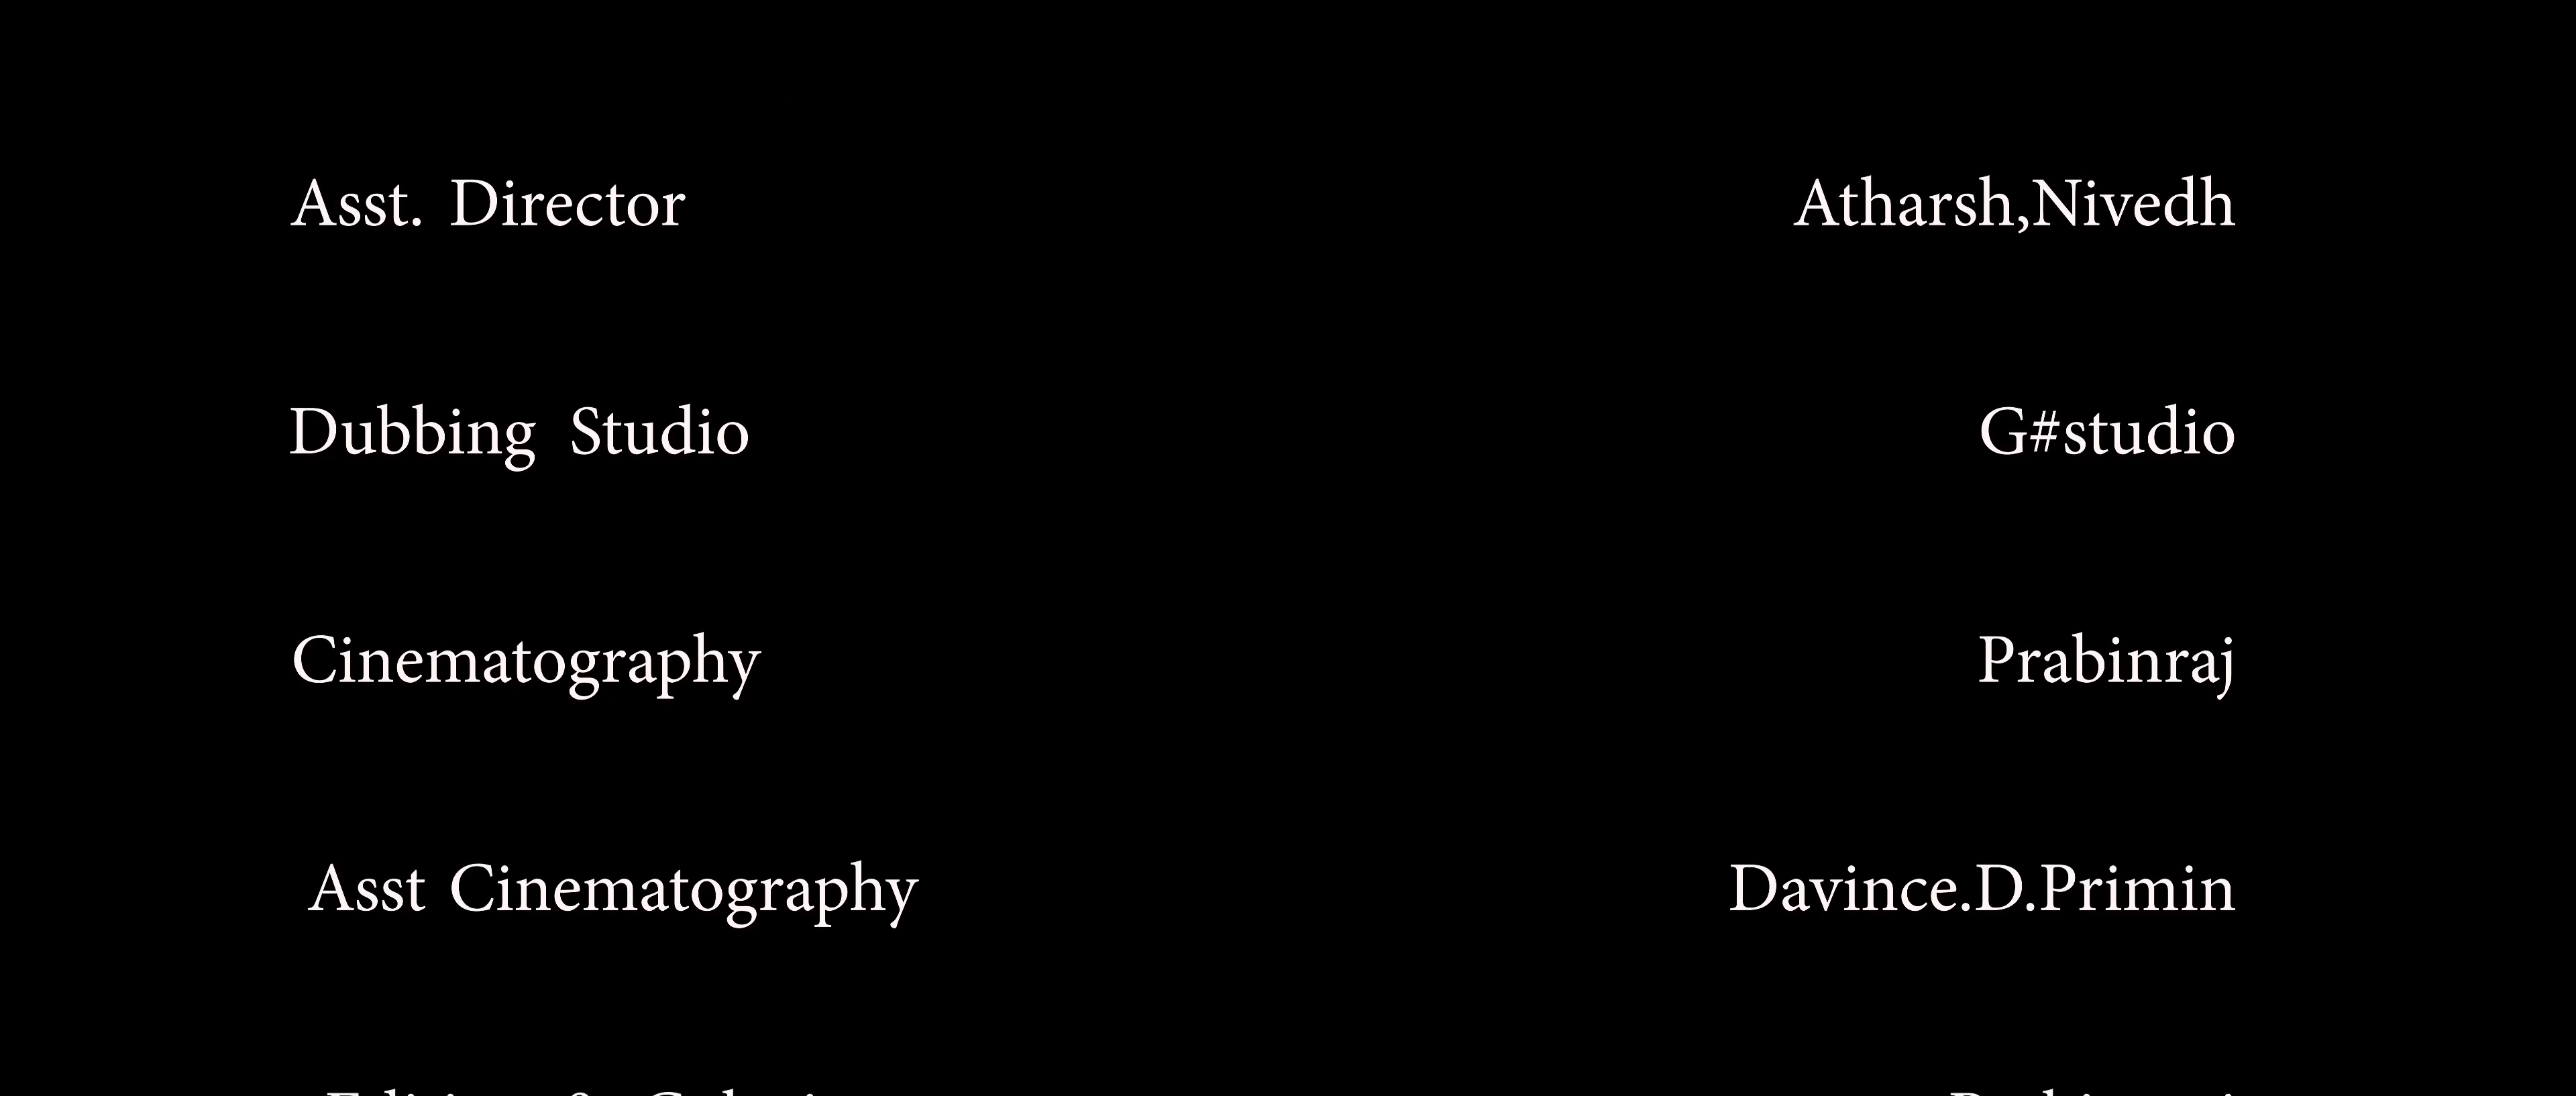 Asst. Director Atharsh,Nivedh
Dubbing Studio G#studio
Cinematography Prabinraj
Asst Cinematography Davince.D.Primin